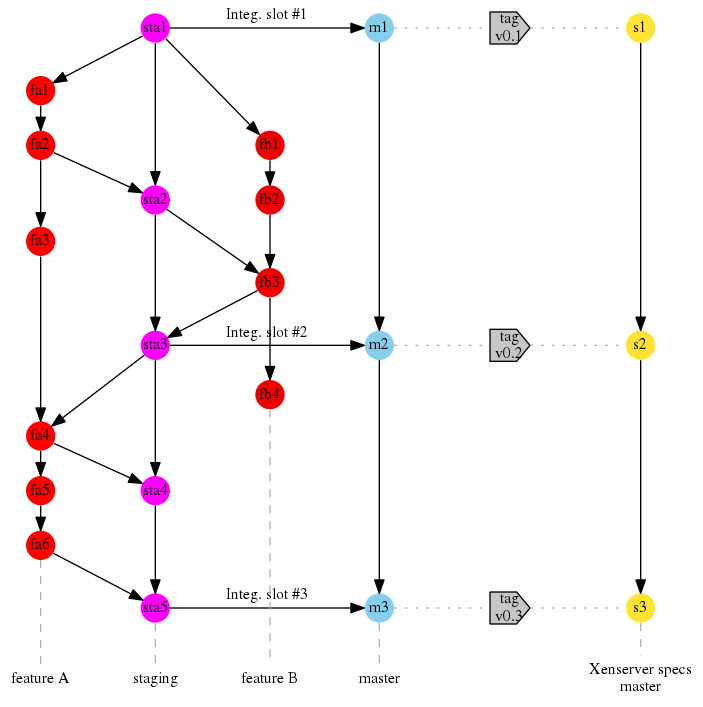 sta1
Integ. slot #1
m1
tag
v0.1
s1
fa1
fa2
fb1
sta2
fb2
fa3
fb3
sta3
Integ. slot #2
m2
tag
v0.2
s2
fb4
fa4
fa5
sta4
fa6
sta5
Integ. slot #3
m3
tag
v0.3
s3
feature A
staging
feature B
master
Xenserver specs
master